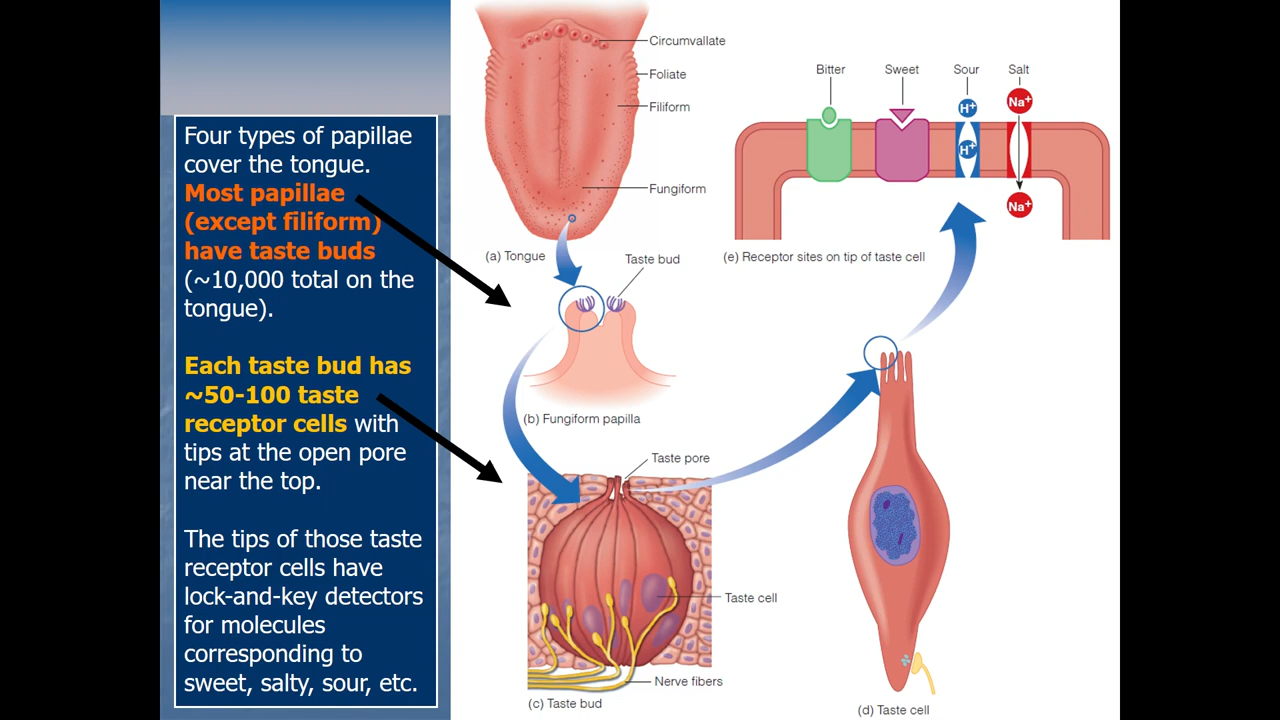 Four types of papillae
cover the tongue.
Most papillae
(except filiform)
have taste buds
(~10,000 total on the
tongue).
Each taste bud has
~50-100 taste
receptor cells with
tips at the open pore
near the top.
The tips of those taste
receptor cells have
lock-and-key detectors
for molecules
corresponding to
sweet, salty, sour, etc.
Circumvallate
Foliate
Filiform
Fungiform
(a) Tongue
Taste bud
(b) Fungiform papilla
Taste pore
Taste cell
Nerve fibers
(c) Taste bud
(d) Taste cell
Bitter
Sweet
Sour
Salt
H+
Na+
H+
Na+
(e) Receptor sites on tip of taste cell